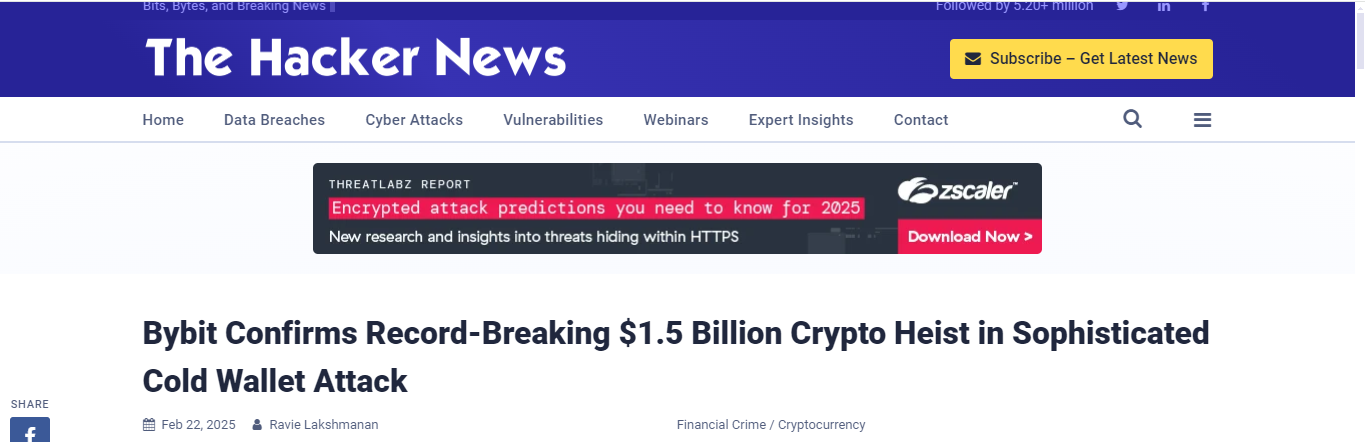 Bits, Bytes, and Breaking News
Followed by 5.20+ million
The Hacker News
Subscribe – Get Latest News
Home Data Breaches Cyber Attacks Vulnerabilities Webinars Expert Insights Contact
THREATLABZ REPORT
zscaler™
Encrypted attack predictions you need to know for 2025
New research and insights into threats hiding within HTTPS
Download Now >
Bybit Confirms Record-Breaking $1.5 Billion Crypto Heist in Sophisticated
Cold Wallet Attack
SHARE
Feb 22, 2025 Ravie Lakshmanan
Financial Crime / Cryptocurrency